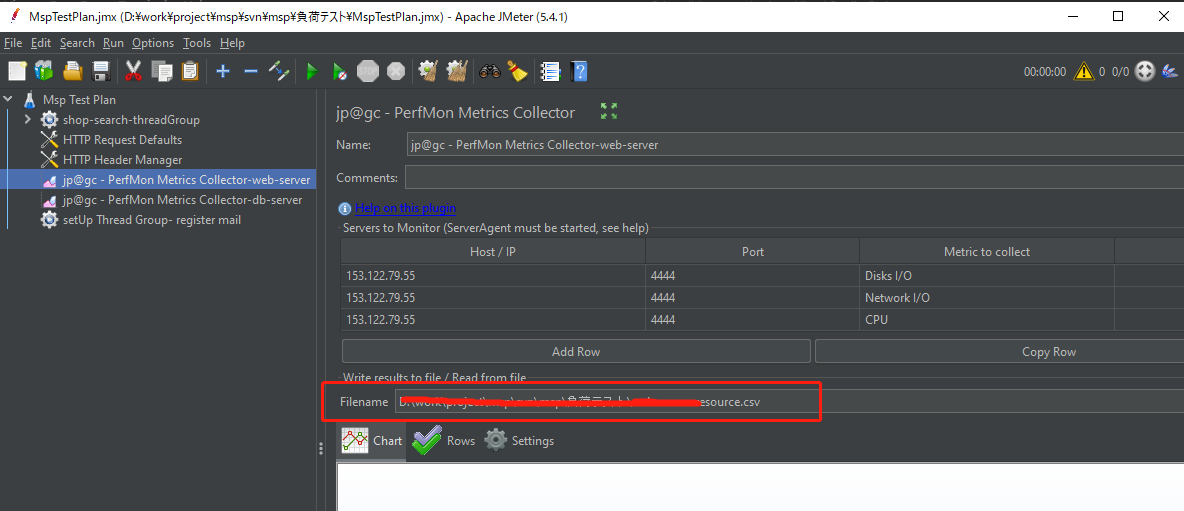 MspTestPlan.jmx (D:¥work¥project¥msp¥svn¥msp¥負荷テスト¥MspTestPlan.jmx) - Apache JMeter (5.4.1)
File Edit Search Run Options Tools Help
STOP
00:00:00 0 0/0
Msp Test Plan
shop-search-threadGroup
HTTP Request Defaults
HTTP Header Manager
jp@gc - PerfMon Metrics Collector-web-server
jp@gc - PerfMon Metrics Collector-db-server
setUp Thread Group- register mail
jp@gc - PerfMon Metrics Collector
Name: jp@gc - PerfMon Metrics Collector-web-server
Comments:
Help on this plugin
Servers to Monitor (ServerAgent must be started, see help)
Host / IP Port Metric to collect
153.122.79.55 4444 Disks I/O
153.122.79.55 4444 Network I/O
153.122.79.55 4444 CPU
Add Row Copy Row
Write results to file / Read from file
Filename D:\work\project\msp\svn\msp\負荷テスト\ esource.csv
Chart Rows Settings